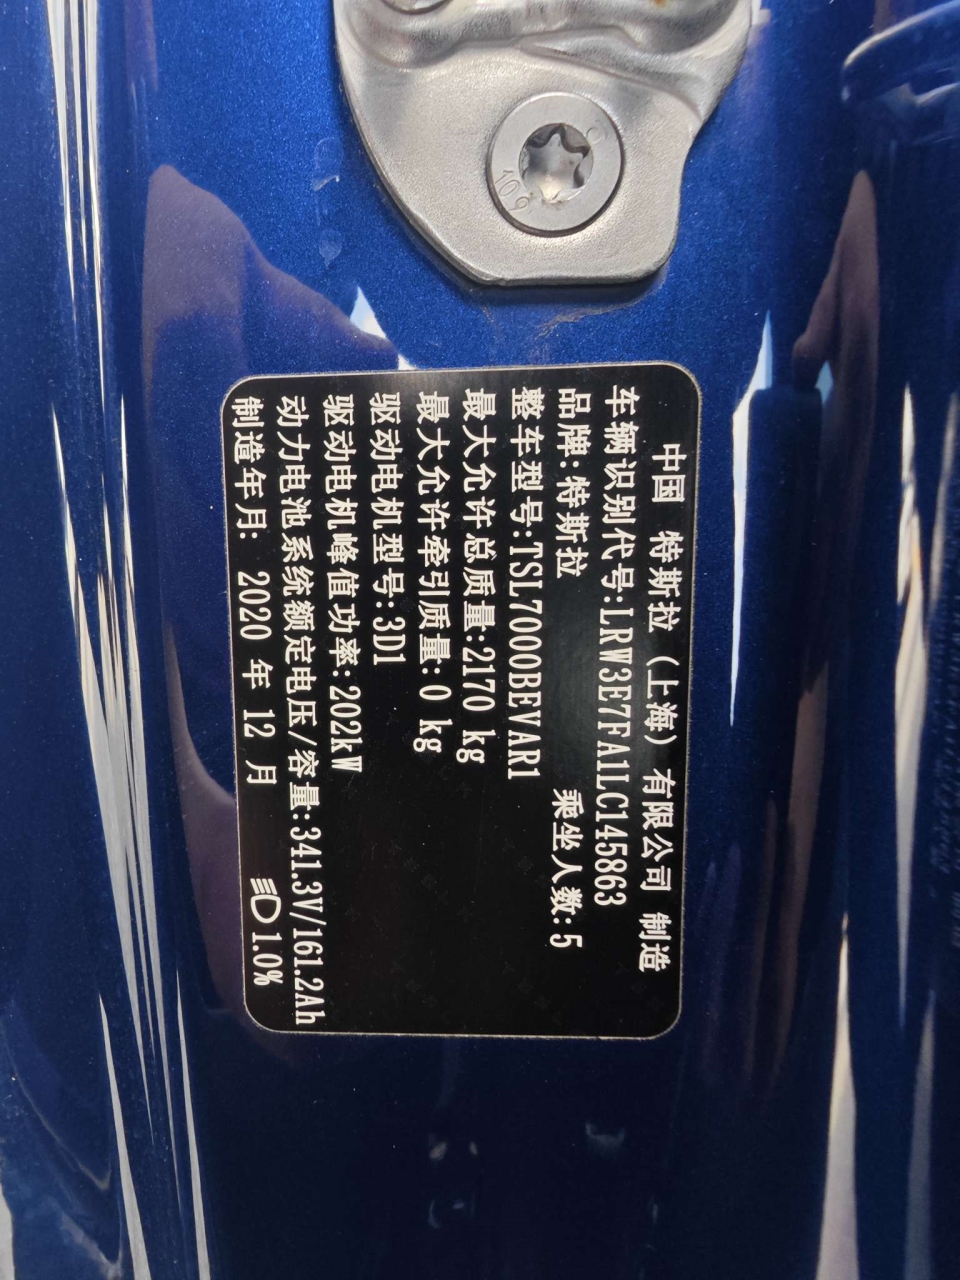 中国 特斯拉（上海）有限公司 制造
车辆识别代号:LRW3E7FA1LC145863
品牌:特斯拉 乘坐人数:5
整车型号:TSL7000BEVAR1
最大允许总质量:2170 kg
最大允许牵引质量:0 kg
驱动电机型号:3D1
驱动电机峰值功率:202kW
动力电池系统额定电压/容量:341.3V/161.2Ah
制造年月: 2020 年 12 月 1.0%
10.9